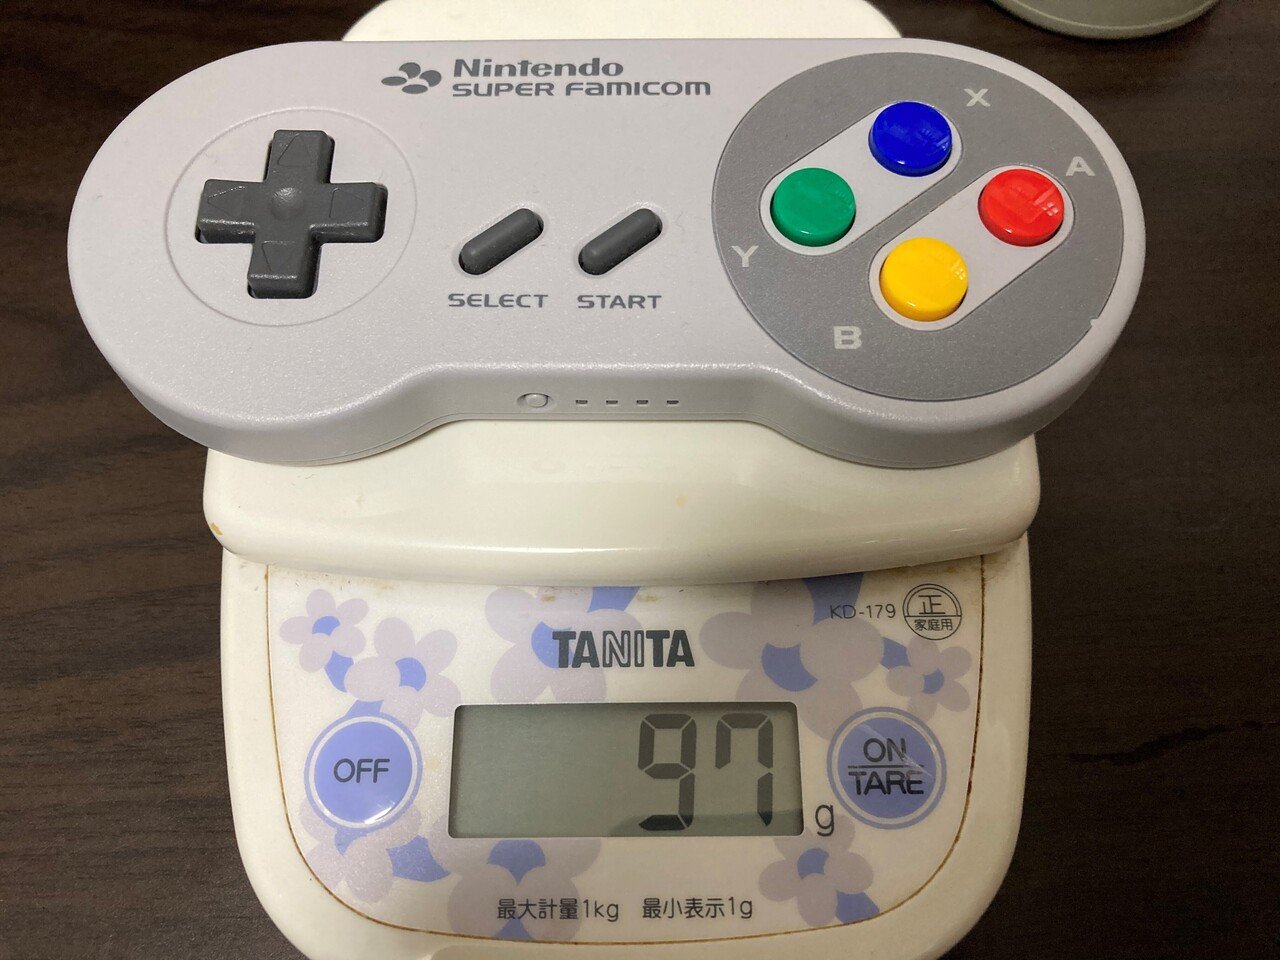 Nintendo
SUPER FAMICOM
X
A
Y
B
SELECT START
KD-179
正
家庭用
TANITA
97 g
OFF
ON
TARE
最大計量1kg 最小表示1g